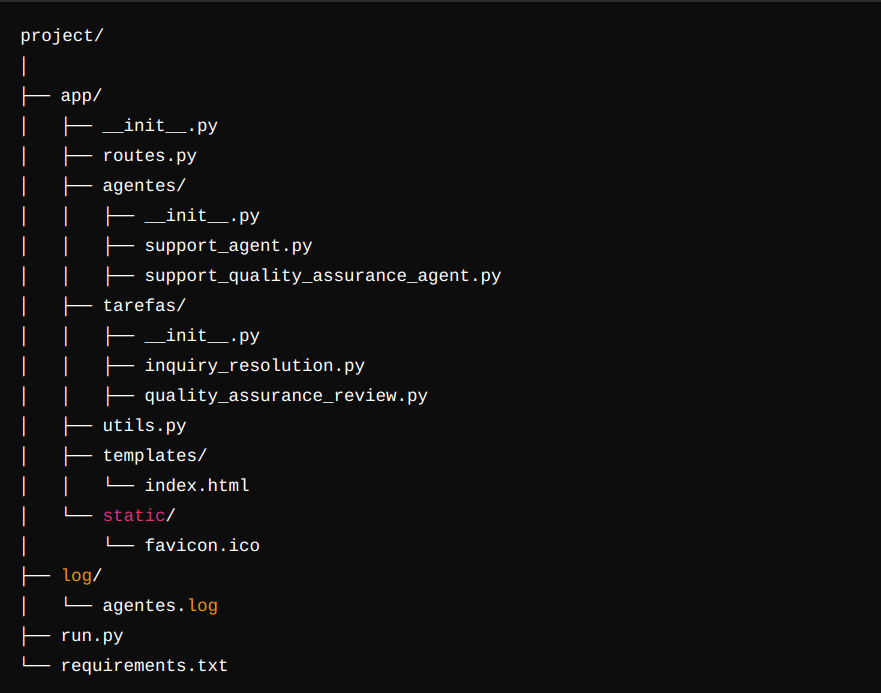 project/
│
├── app/
│   ├── __init__.py
│   ├── routes.py
│   ├── agentes/
│   │   ├── __init__.py
│   │   ├── support_agent.py
│   │   ├── support_quality_assurance_agent.py
│   ├── tarefas/
│   │   ├── __init__.py
│   │   ├── inquiry_resolution.py
│   │   ├── quality_assurance_review.py
│   ├── utils.py
│   ├── templates/
│   │   └── index.html
│   └── static/
│       └── favicon.ico
├── log/
│   └── agentes.log
├── run.py
└── requirements.txt